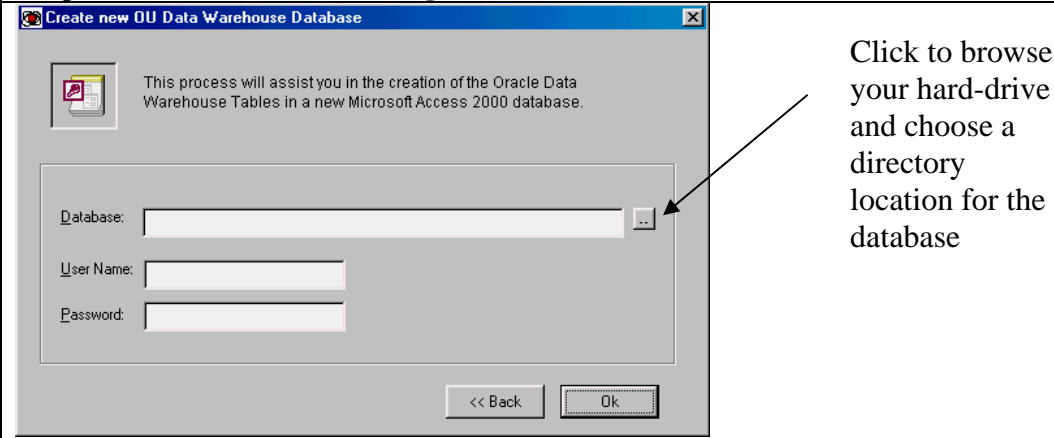 Create new OU Data Warehouse Database
This process will assist you in the creation of the Oracle Data
Warehouse Tables in a new Microsoft Access 2000 database.
Database:
..
User Name:
Password:
<< Back
Ok
Click to browse
your hard-drive
and choose a
directory
location for the
database